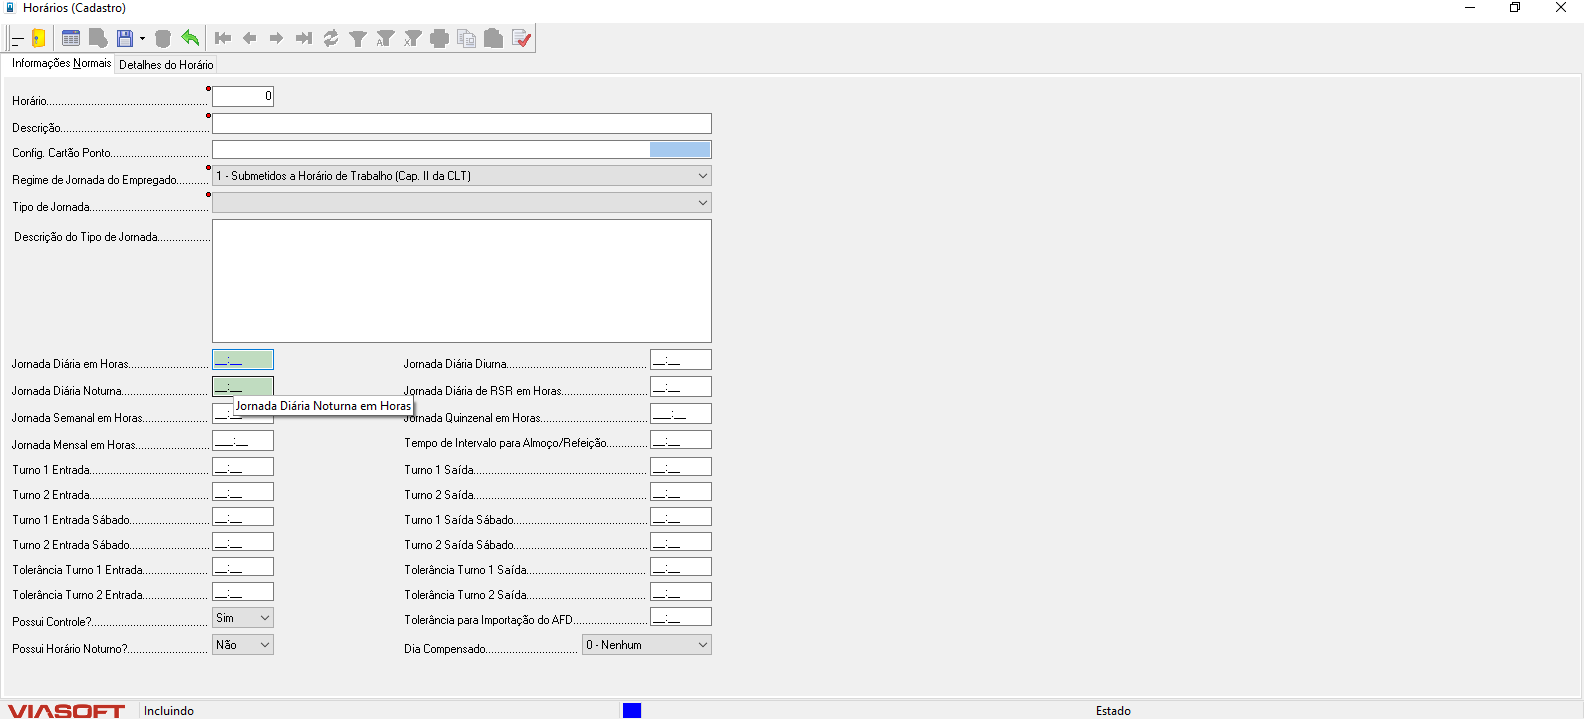 Horários (Cadastro)
Informações Normais Detalhes do Horário
Horário 0
Descrição
Config. Cartão Ponto
Regime de Jornada do Empregado 1 - Submetidos a Horário de Trabalho (Cap. II da CLT)
Tipo de Jornada
Descrição do Tipo de Jornada
Jornada Diária em Horas __:__ Jornada Diária Diurna __:__
Jornada Diária Noturna __:__ Jornada Diária de RSR em Horas __:__
Jornada Diária Noturna em Horas
Jornada Semanal em Horas __: Jornada Quinzenal em Horas ___:__
Jornada Mensal em Horas ___:__ Tempo de Intervalo para Almoço/Refeição __:__
Turno 1 Entrada __:__ Turno 1 Saída __:__
Turno 2 Entrada __:__ Turno 2 Saída __:__
Turno 1 Entrada Sábado __:__ Turno 1 Saída Sábado __:__
Turno 2 Entrada Sábado __:__ Turno 2 Saída Sábado __:__
Tolerância Turno 1 Entrada __:__ Tolerância Turno 1 Saída __:__
Tolerância Turno 2 Entrada __:__ Tolerância Turno 2 Saída __:__
Possui Controle? Sim Tolerância para Importação do AFD __:__
Possui Horário Noturno? Não Dia Compensado 0 - Nenhum
VIASOFT Incluindo Estado